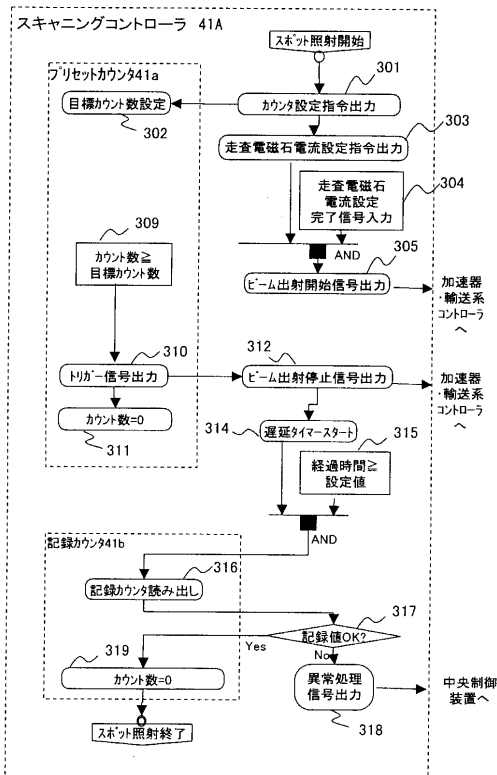 スキャニングコントローラ 41A
スポット照射開始
プリセットカウンタ41a
301
目標カウント数設定
カウンタ設定指令出力
302
303
走査電磁石電流設定指令出力
走査電磁石
電流設定
完了信号入力
304
309
カウント数≧
目標カウント数
AND
305
ビーム出射開始信号出力
加速器
・輸送系
コントローラ
へ
310
312
トリガー信号出力
ビーム出射停止信号出力
加速器
・輸送系
コントローラ
へ
カウント数=0
311
314
遅延タイマースタート
315
経過時間≧
設定値
AND
記録カウンタ41b
316
記録カウンタ読み出し
317
記録値OK?
Yes
No
319
カウント数=0
異常処理
信号出力
318
中央制御
装置へ
スポット照射終了